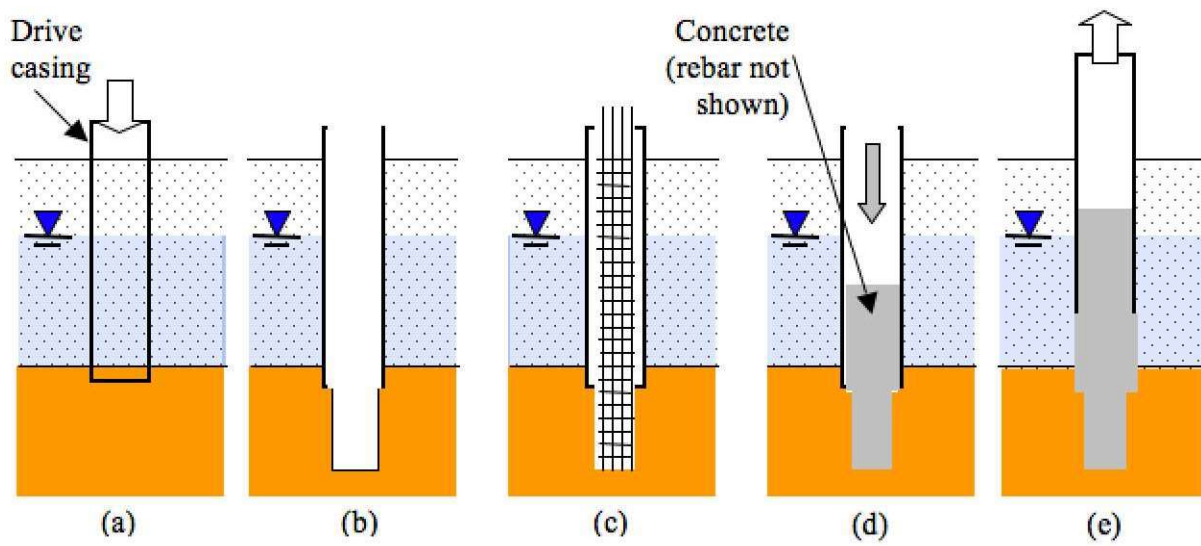 Drive
casing
Concrete
(rebar not
shown)
(a)
(b)
(c)
(d)
(e)